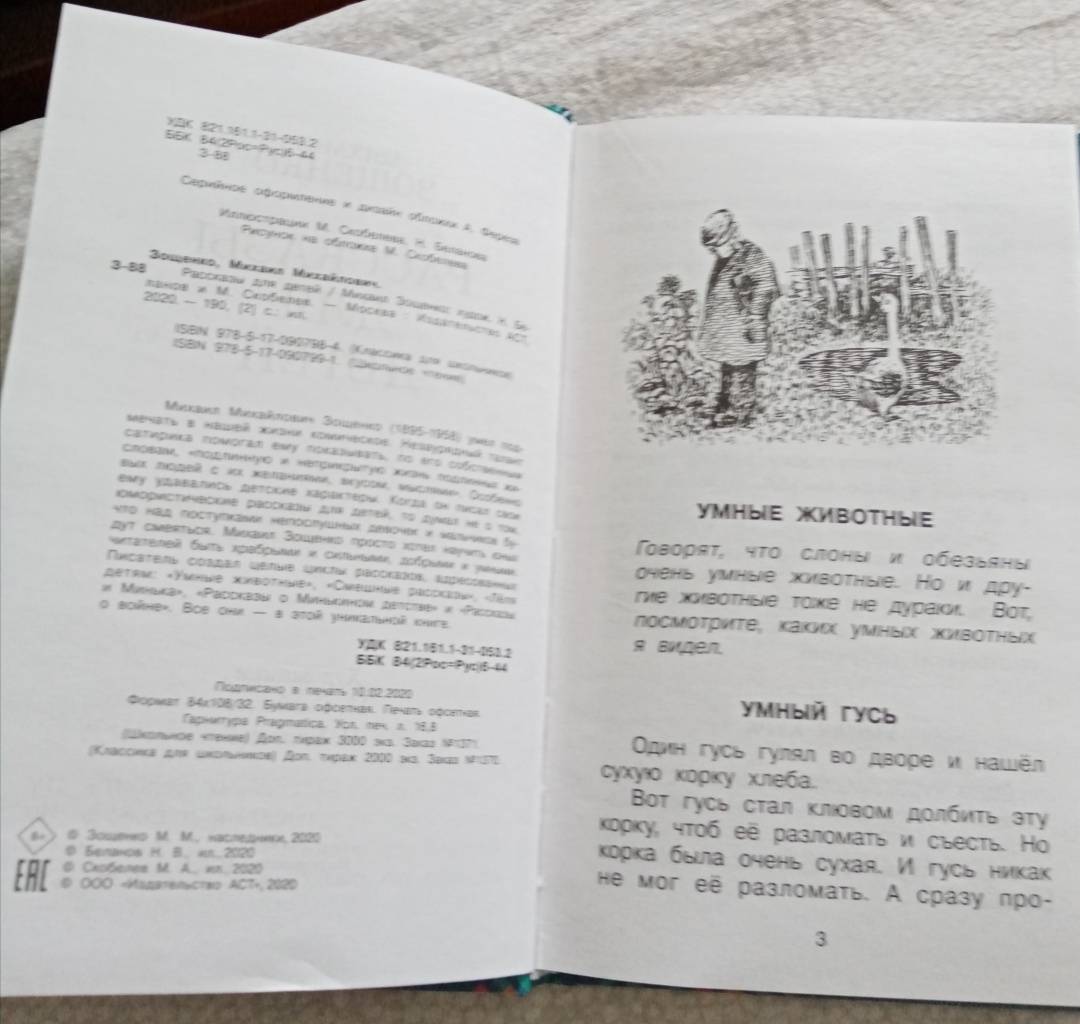 УДК 821.161.1-31-053.2
ББК 84(2Рос=Рус)6-44
З-88
Серийное оформление и дизайн обложки А. Фереза
Иллюстрации М. Скобелева, Н. Беланова
Рисунок на обложке М. Скобелева
Зощенко, Михаил Михайлович.
З-88 Рассказы для детей / Михаил Зощенко; худож. Н. Бе-
ланов и М. Скобелев. — Москва : Издательство АСТ,
2020. — 190, [2] с.: ил.
ISBN 978-5-17-090798-4. (Классика для школьников)
ISBN 978-5-17-090799-1. (Школьное чтение)
Михаил Михайлович Зощенко (1895-1958) умел под-
мечать в нашей жизни комическое. Незаурядный талант
сатирика помогал ему показывать, по его собственным
словам, «подлинную и неприкрытую жизнь подлинных жи-
вых людей с их желаниями, вкусом, мыслями». Особенно
ему удавались детские характеры. Когда он писал свои
юмористические рассказы для детей, то думал не о том,
что над поступками непослушных девочек и мальчиков бу-
дут смеяться. Михаил Зощенко просто хотел научить юных
читателей быть храбрыми и сильными, добрыми и умными.
Писатель создал целые циклы рассказов, адресованных
детям: «Умные животные», «Смешные рассказы», «Лёля
и Минька», «Рассказы о Минькином детстве» и «Рассказы
о войне». Все они — в этой уникальной книге.
УДК 821.161.1-31-053.2
ББК 84(2Рос=Рус)6-44
Подписано в печать 10.02.2020
Формат 84х108/32. Бумага офсетная. Печать офсетная.
Гарнитура Pragmatica. Усл. печ. л.
(Школьное чтение) Доп. тираж 3000 экз. Заказ №1371.
(Классика для школьников) Доп. тираж 2000 экз. Заказ №1370.
6+
© Зощенко М. М., наследники, 2020
© Беланов Н. В., ил., 2020
© Скобелев М. А., ил., 2020
EAC © ООО «Издательство АСТ», 2020
УМНЫЕ ЖИВОТНЫЕ
Говорят, что слоны и обезьяны
очень умные животные. Но и дру-
гие животные тоже не дураки. Вот,
посмотрите, каких умных животных
я видел.
УМНЫЙ ГУСЬ
Один гусь гулял во дворе и нашёл
сухую корку хлеба.
Вот гусь стал клювом долбить эту
корку, чтоб её разломать и съесть. Но
корка была очень сухая. И гусь никак
не мог её разломать. А сразу про-
3